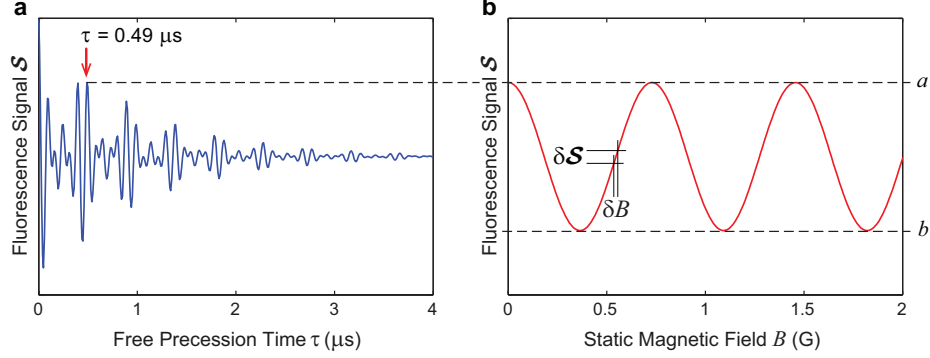 a
τ = 0.49 μs
Fluorescence Signal S
0 1 2 3 4
Free Precession Time τ (μs)
b
Fluorescence Signal S
a
δS
δB
b
0 0.5 1 1.5 2
Static Magnetic Field B (G)